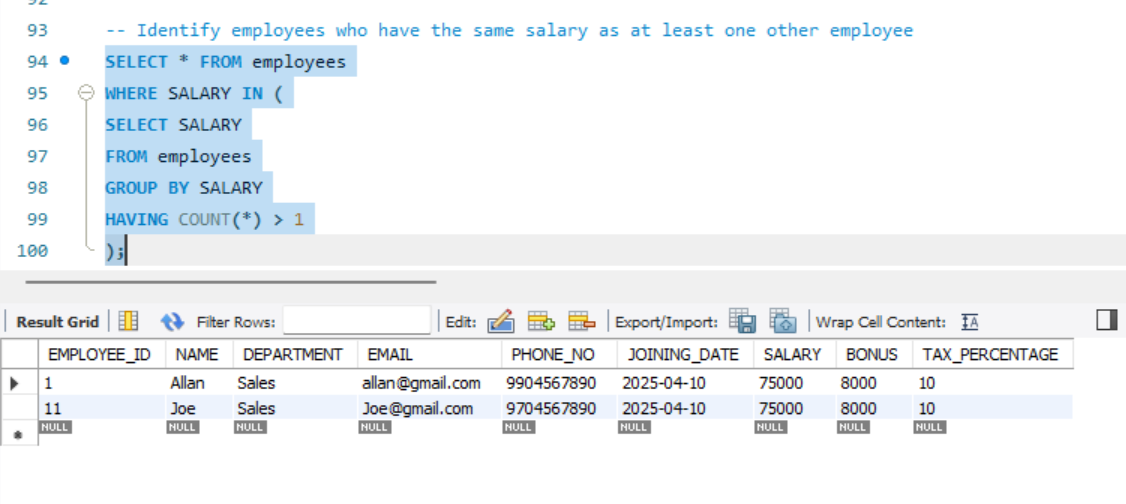 92
93 -- Identify employees who have the same salary as at least one other employee
94 SELECT * FROM employees
95 WHERE SALARY IN (
96 SELECT SALARY
97 FROM employees
98 GROUP BY SALARY
99 HAVING COUNT(*) > 1
100 );
Result Grid Filter Rows: Edit: Export/Import: Wrap Cell Content: IA
EMPLOYEE_ID NAME DEPARTMENT EMAIL PHONE_NO JOINING_DATE SALARY BONUS TAX_PERCENTAGE
1 Allan Sales allan@gmail.com 9904567890 2025-04-10 75000 8000 10
11 Joe Sales Joe@gmail.com 9704567890 2025-04-10 75000 8000 10
NULL NULL NULL NULL NULL NULL NULL NULL NULL